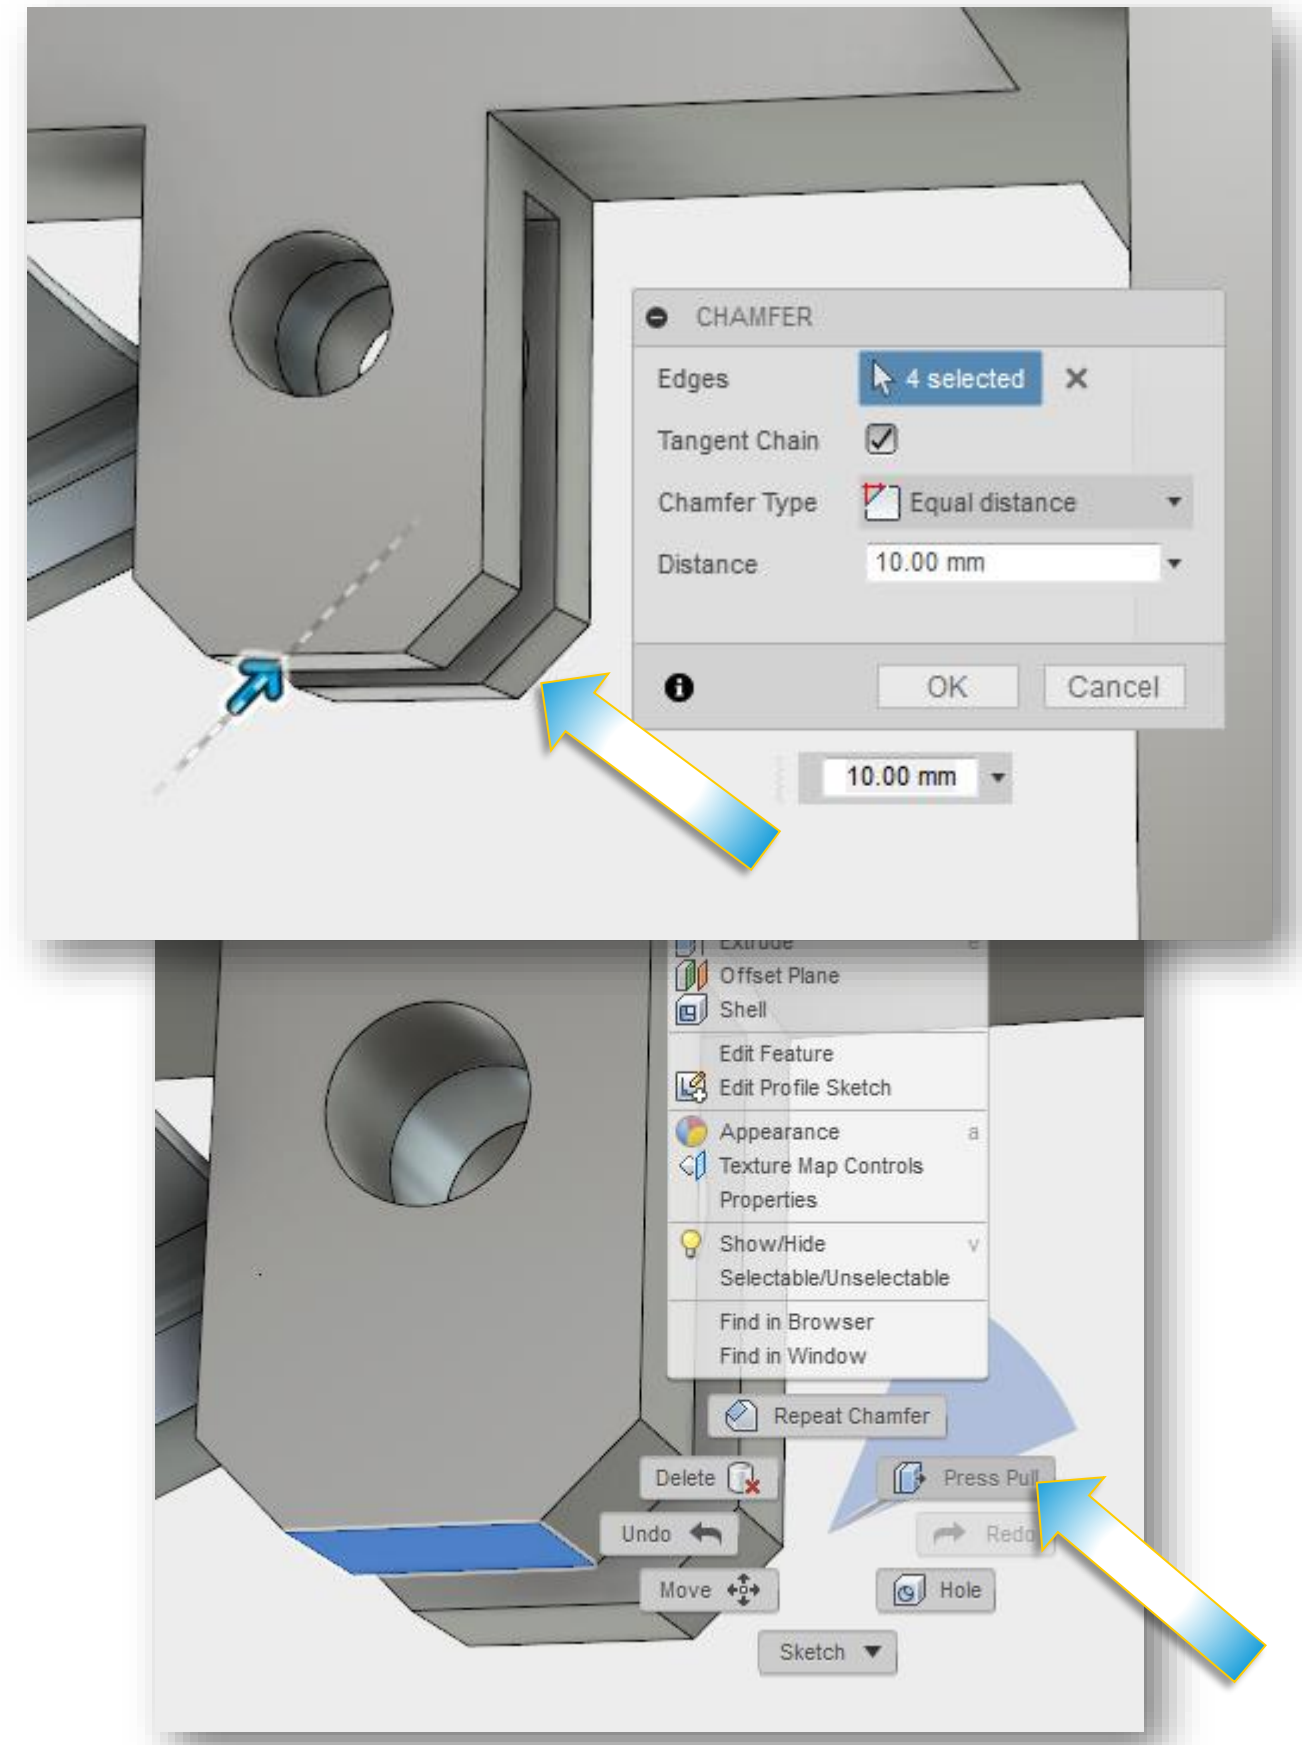 CHAMFER
Edges 4 selected
Tangent Chain
Chamfer Type Equal distance
Distance 10.00 mm
OK Cancel
10.00 mm
Extrude e
Offset Plane
Shell
Edit Feature
Edit Profile Sketch
Appearance a
Texture Map Controls
Properties
Show/Hide v
Selectable/Unselectable
Find in Browser
Find in Window
Repeat Chamfer
Delete Press Pull
Undo Redo
Move Hole
Sketch